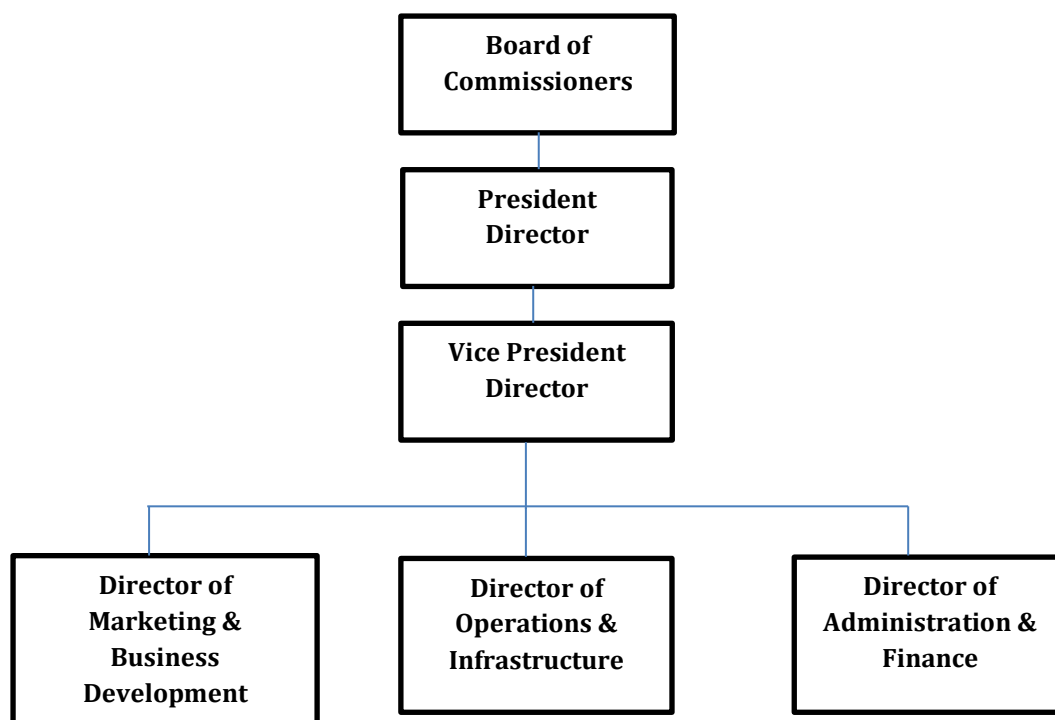 Board of
Commissioners
President
Director
Vice President
Director
Director of
Marketing &
Business
Development
Director of
Operations &
Infrastructure
Director of
Administration &
Finance